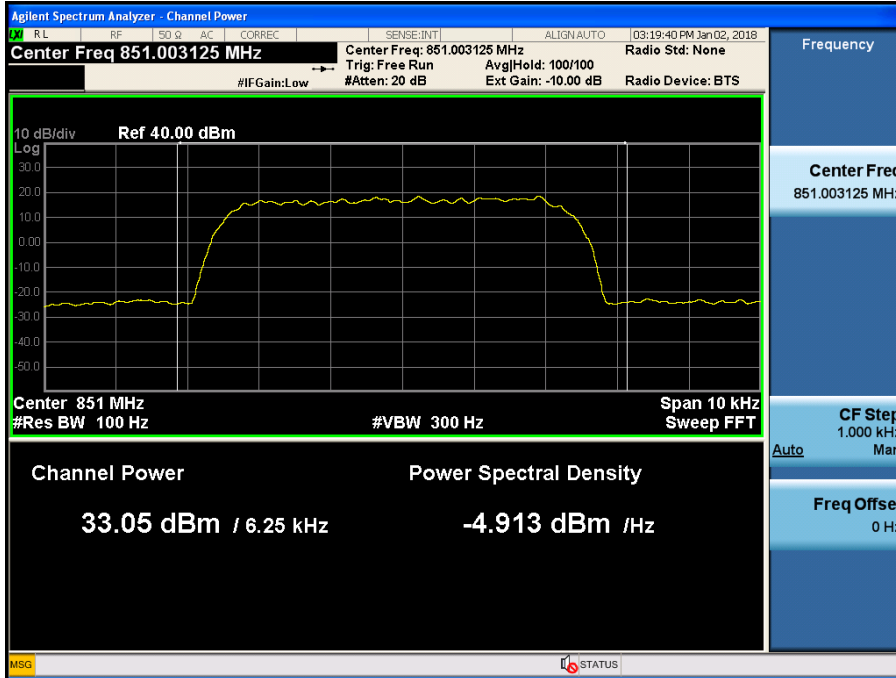 Agilent Spectrum Analyzer - Channel Power
LXI RL RF 50 Ω AC CORREC SENSE:INT ALIGN AUTO 03:19:40 PM Jan 02, 2018
Center Freq 851.003125 MHz
Center Freq: 851.003125 MHz
Radio Std: None
Trig: Free Run Avg|Hold: 100/100
#IFGain:Low
#Atten: 20 dB Ext Gain: -10.00 dB Radio Device: BTS
10 dB/div Ref 40.00 dBm
Log
30.0
20.0
10.0
0.00
-10.0
-20.0
-30.0
-40.0
-50.0
Center 851 MHz Span 10 kHz
#Res BW 100 Hz #VBW 300 Hz Sweep FFT
Channel Power Power Spectral Density
33.05 dBm / 6.25 kHz -4.913 dBm /Hz
MSG STATUS
Frequency
Center Freq
851.003125 MHz
CF Step
1.000 kHz
Auto Man
Freq Offse
0 Hz